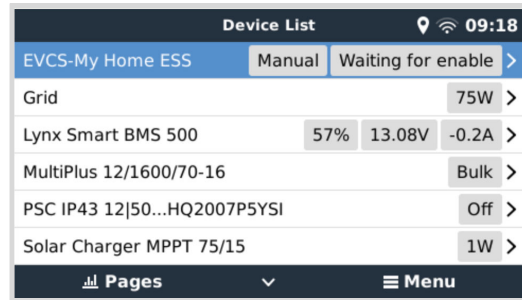 Device List 09:18
EVCS-My Home ESS Manual Waiting for enable
Grid 75W
Lynx Smart BMS 500 57% 13.08V -0.2A
MultiPlus 12/1600/70-16 Bulk
PSC IP43 12|50...HQ2007P5YSI Off
Solar Charger MPPT 75/15 1W
Pages Menu